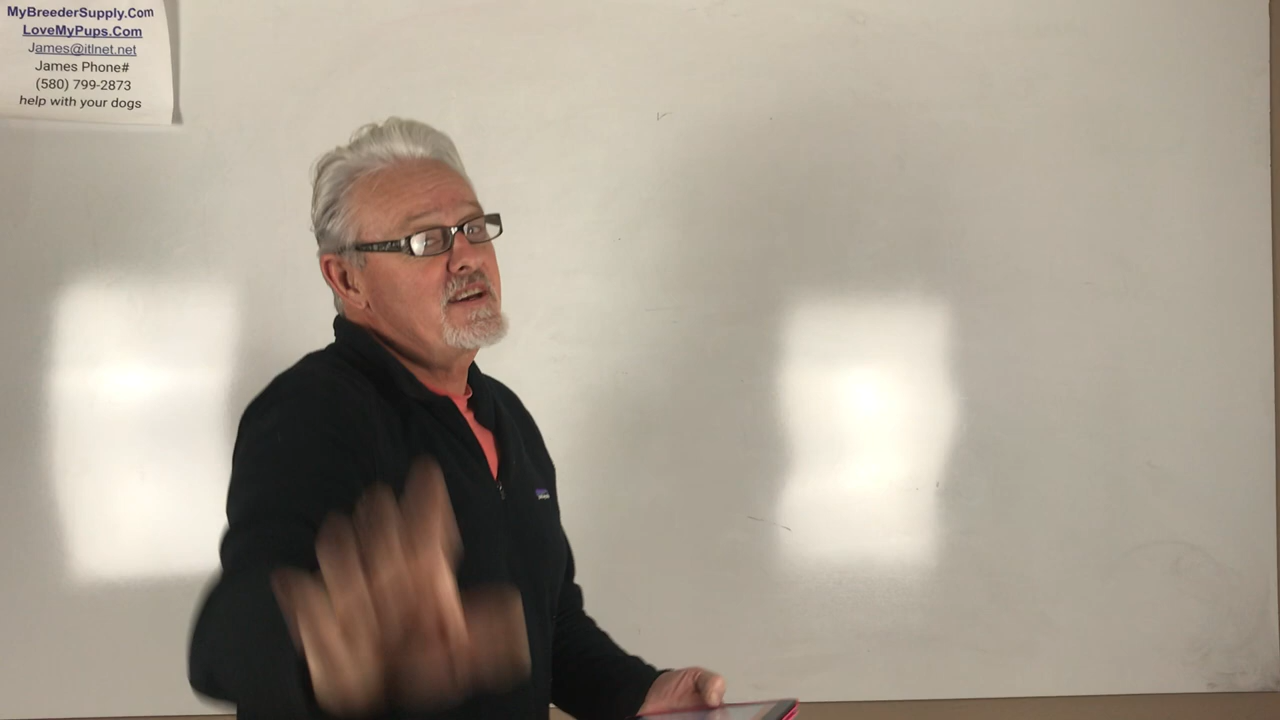 MyBreederSupply.Com
LoveMyPups.Com
James@itlnet.net
James Phone#
(580) 799-2873
help with your dogs